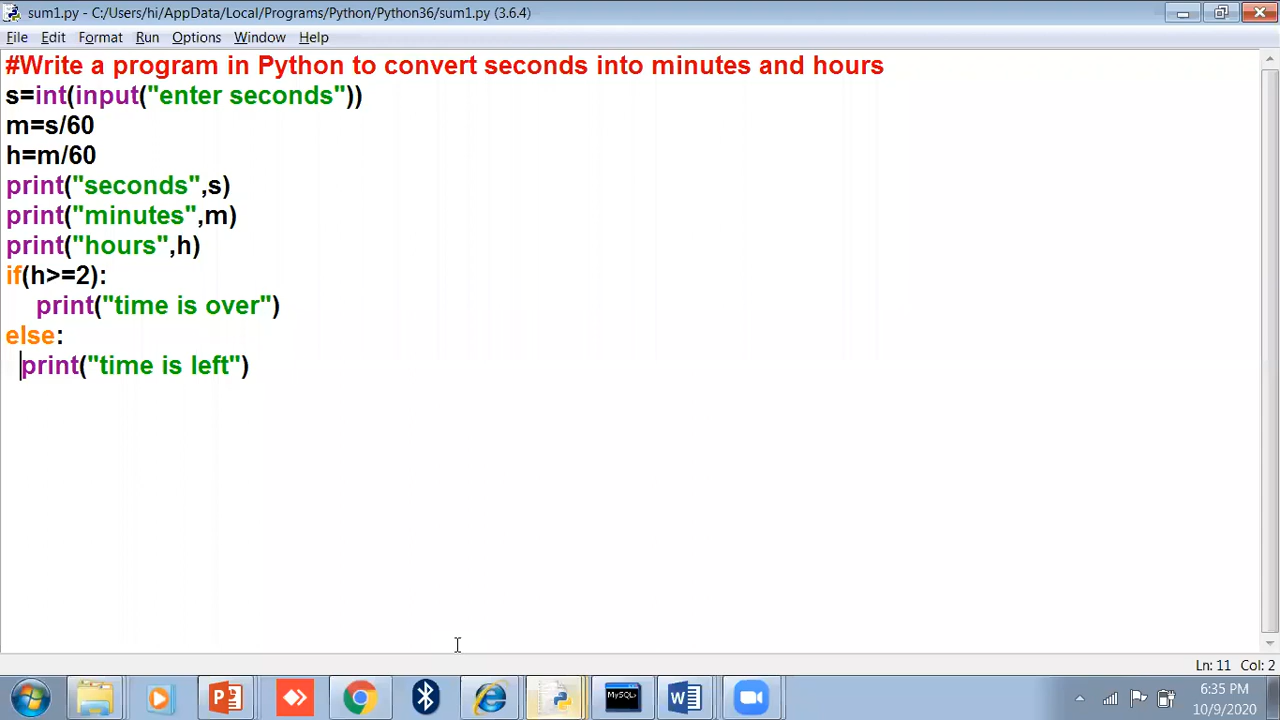 sum1.py - C:/Users/hi/AppData/Local/Programs/Python/Python36/sum1.py (3.6.4)
File Edit Format Run Options Window Help
#Write a program in Python to convert seconds into minutes and hours
s=int(input("enter seconds"))
m=s/60
h=m/60
print("seconds",s)
print("minutes",m)
print("hours",h)
if(h>=2):
    print("time is over")
else:
  print("time is left")
Ln: 11 Col: 2
MySQL>
6:35 PM
10/9/2020